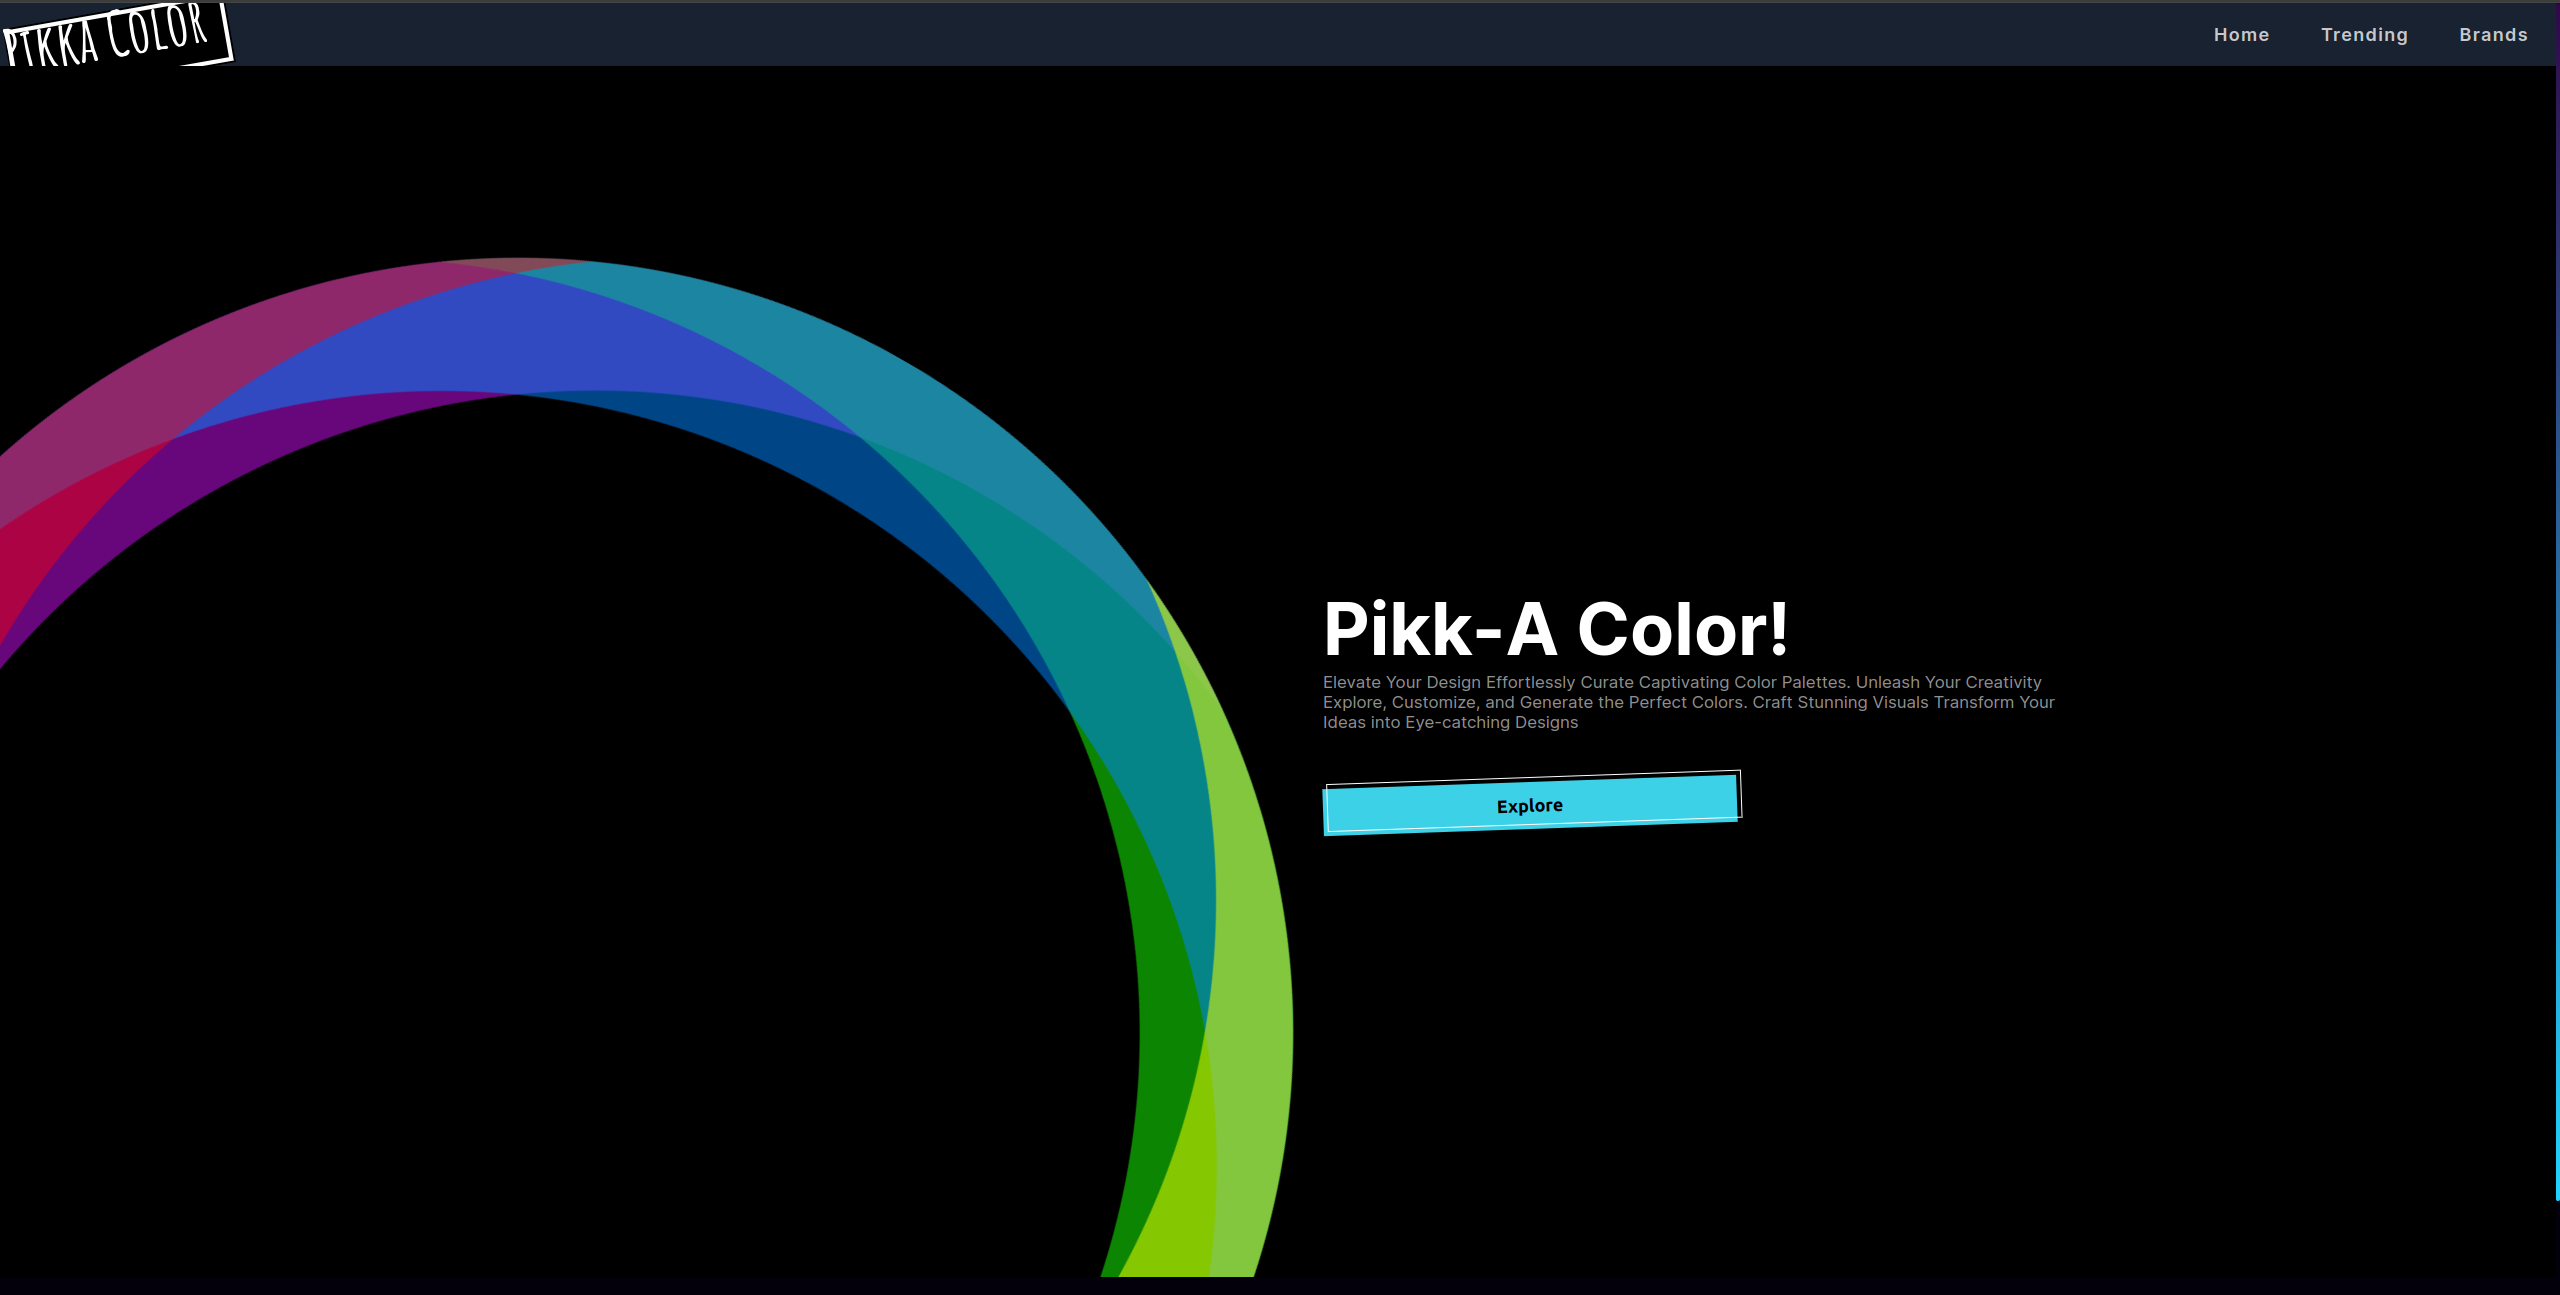 PIKKA COLOR
Home Trending Brands
Pikk-A Color!
Elevate Your Design Effortlessly Curate Captivating Color Palettes. Unleash Your Creativity
Explore, Customize, and Generate the Perfect Colors. Craft Stunning Visuals Transform Your
Ideas into Eye-catching Designs
Explore